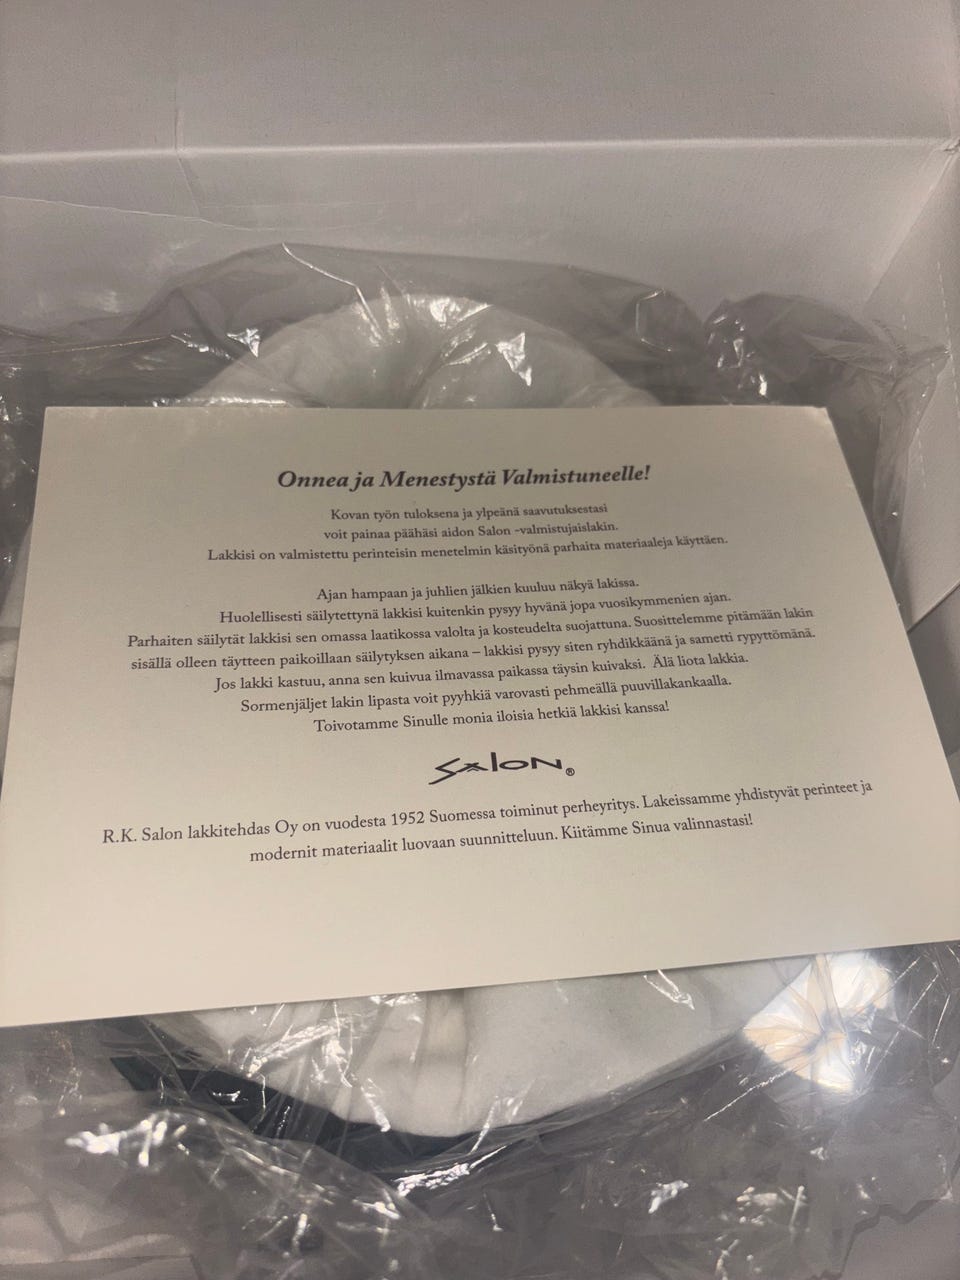 Onnea ja Menestystä Valmistuneelle!
Kovan työn tuloksena ja ylpeänä saavutuksestasi
voit painaa päähäsi aidon Salon -valmistujaislakin.
Lakkisi on valmistettu perinteisin menetelmin käsityönä parhaita materiaaleja käyttäen.
Ajan hampaan ja juhlien jälkien kuuluu näkyä lakissa.
Huolellisesti säilytettynä lakkisi kuitenkin pysyy hyvänä jopa vuosikymmenien ajan.
Parhaiten säilytät lakkisi sen omassa laatikossa valolta ja kosteudelta suojattuna. Suosittelemme pitämään lakin
sisällä olleen täytteen paikoillaan säilytyksen aikana – lakkisi pysyy siten ryhdikkäänä ja sametti rypyttömänä.
Jos lakki kastuu, anna sen kuivua ilmavassa paikassa täysin kuivaksi. Älä liota lakkia.
Sormenjäljet lakin lipasta voit pyyhkiä varovasti pehmeällä puuvillakankaalla.
Toivotamme Sinulle monia iloisia hetkiä lakkisi kanssa!
Salon®
R.K. Salon lakkitehdas Oy on vuodesta 1952 Suomessa toiminut perheyritys. Lakeissamme yhdistyvät perinteet ja
modernit materiaalit luovaan suunnitteluun. Kiitämme Sinua valinnastasi!